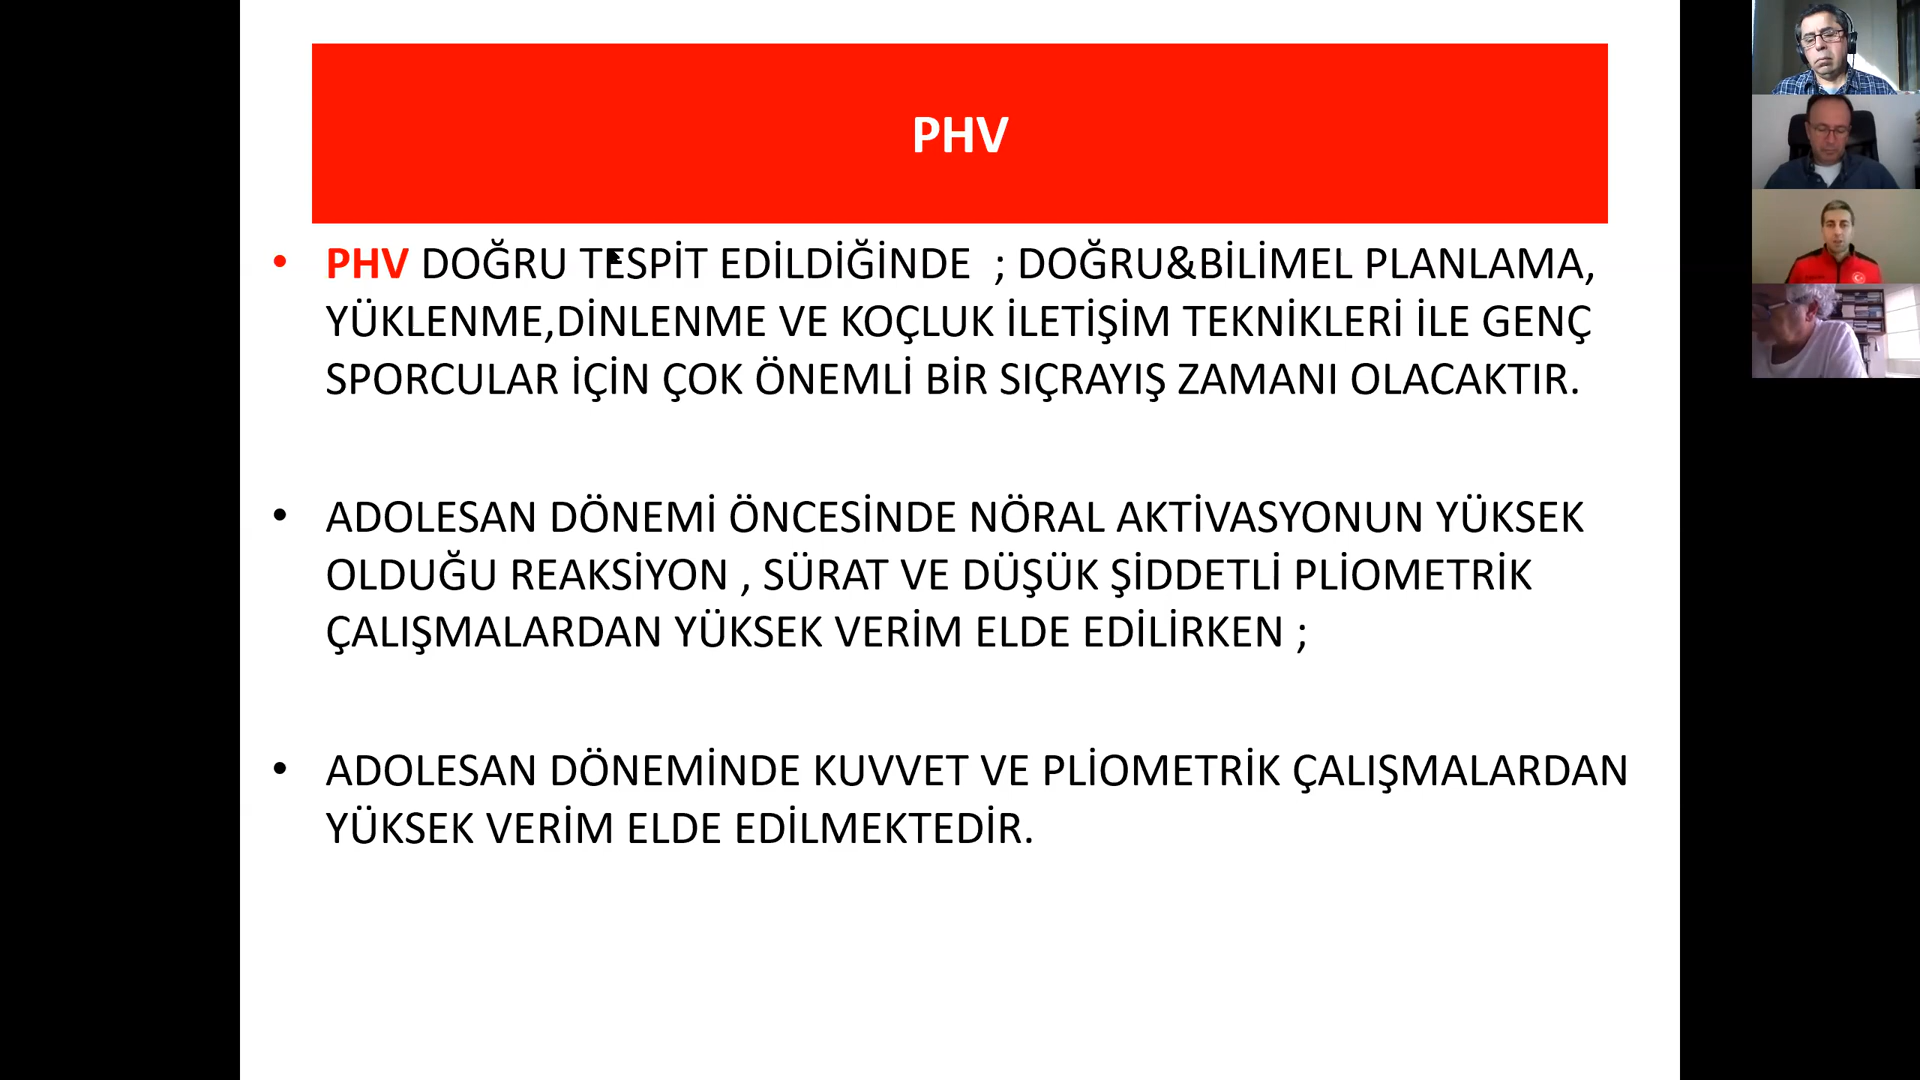 PHV
• PHV DOĞRU TESPİT EDİLDİĞİNDE ; DOĞRU&BİLİMEL PLANLAMA,
YÜKLENME,DİNLENME VE KOÇLUK İLETİŞİM TEKNİKLERİ İLE GENÇ
SPORCULAR İÇİN ÇOK ÖNEMLİ BİR SIÇRAYIŞ ZAMANI OLACAKTIR.
• ADOLESAN DÖNEMİ ÖNCESİNDE NÖRAL AKTİVASYONUN YÜKSEK
OLDUĞU REAKSİYON , SÜRAT VE DÜŞÜK ŞİDDETLİ PLİOMETRİK
ÇALIŞMALARDAN YÜKSEK VERİM ELDE EDİLİRKEN ;
• ADOLESAN DÖNEMİNDE KUVVET VE PLİOMETRİK ÇALIŞMALARDAN
YÜKSEK VERİM ELDE EDİLMEKTEDİR.